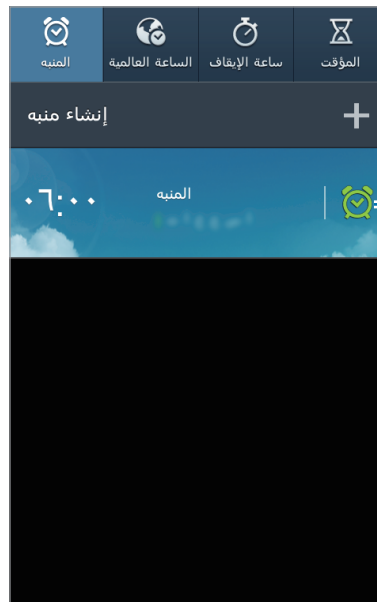 المنبه
الساعة العالمية
ساعة الإيقاف
المؤقت
إنشاء منبه
٠٦:٠٠
المنبه